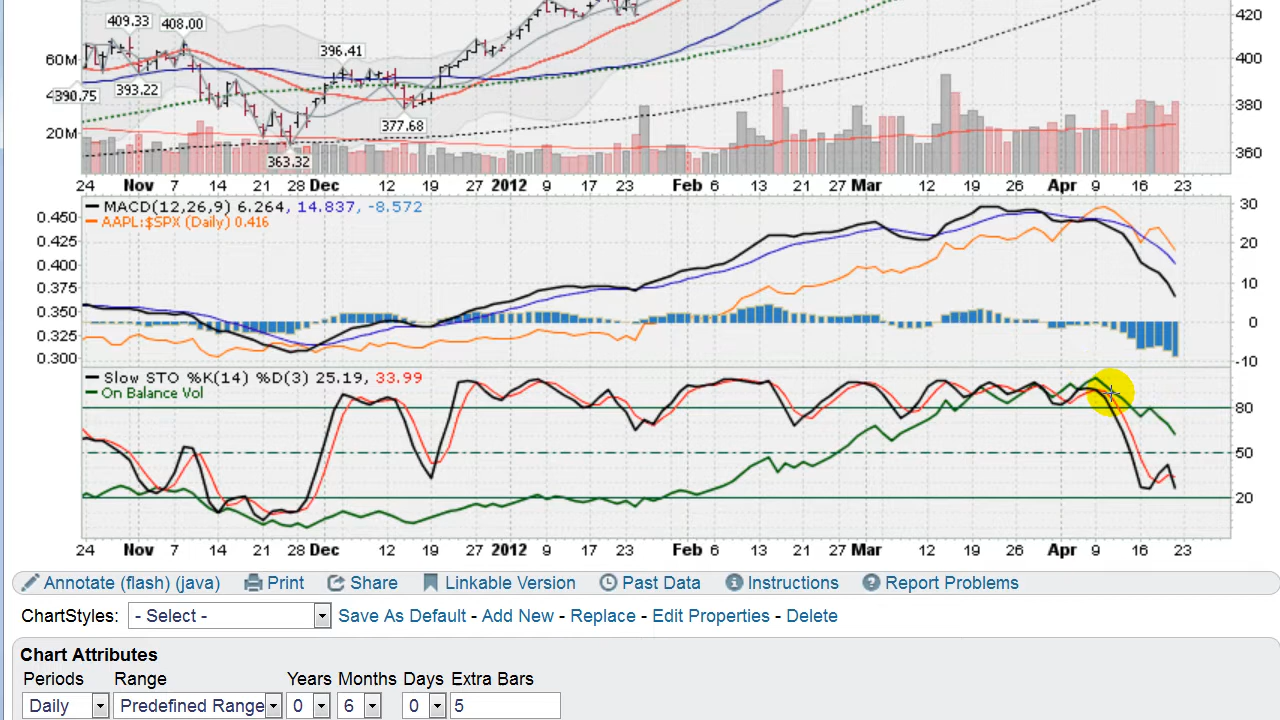 409.33 408.00 420
60M 396.41 400
390.75 393.22 380
20M 377.68
363.32 360
24 Nov 7 14 21 28 Dec 12 19 27 2012 9 17 23 Feb 6 13 21 Mar 12 19 26 Apr 9 16 23
MACD(12,26,9) 6.264, 14.837, -8.572 30
0.450 AAPL:$SPX (Daily) 0.416
0.425 20
0.400
0.375 10
0.350 0
0.325
0.300 -10
Slow STO %K(14) %D(3) 25.19, 33.99
On Balance Vol
80
50
20
24 Nov 7 14 21 28 Dec 12 19 27 2012 9 17 23 Feb 6 13 21 27 Mar 12 19 26 Apr 9 16 23
Annotate (flash) (java) Print Share Linkable Version Past Data Instructions Report Problems
ChartStyles: - Select - Save As Default - Add New - Replace - Edit Properties - Delete
Chart Attributes
Periods Range Years Months Days Extra Bars
Daily Predefined Range 0 6 0 5